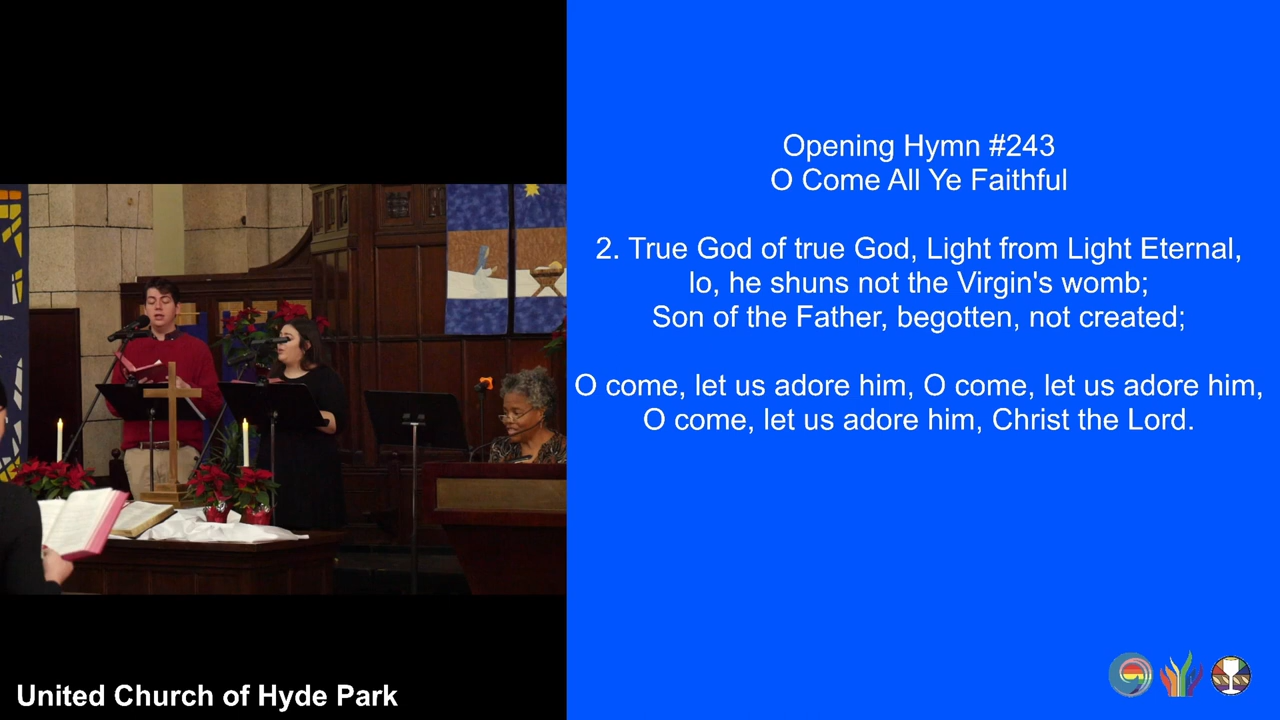 Opening Hymn #243
O Come All Ye Faithful
2. True God of true God, Light from Light Eternal,
lo, he shuns not the Virgin's womb;
Son of the Father, begotten, not created;
O come, let us adore him, O come, let us adore him,
O come, let us adore him, Christ the Lord.
United Church of Hyde Park